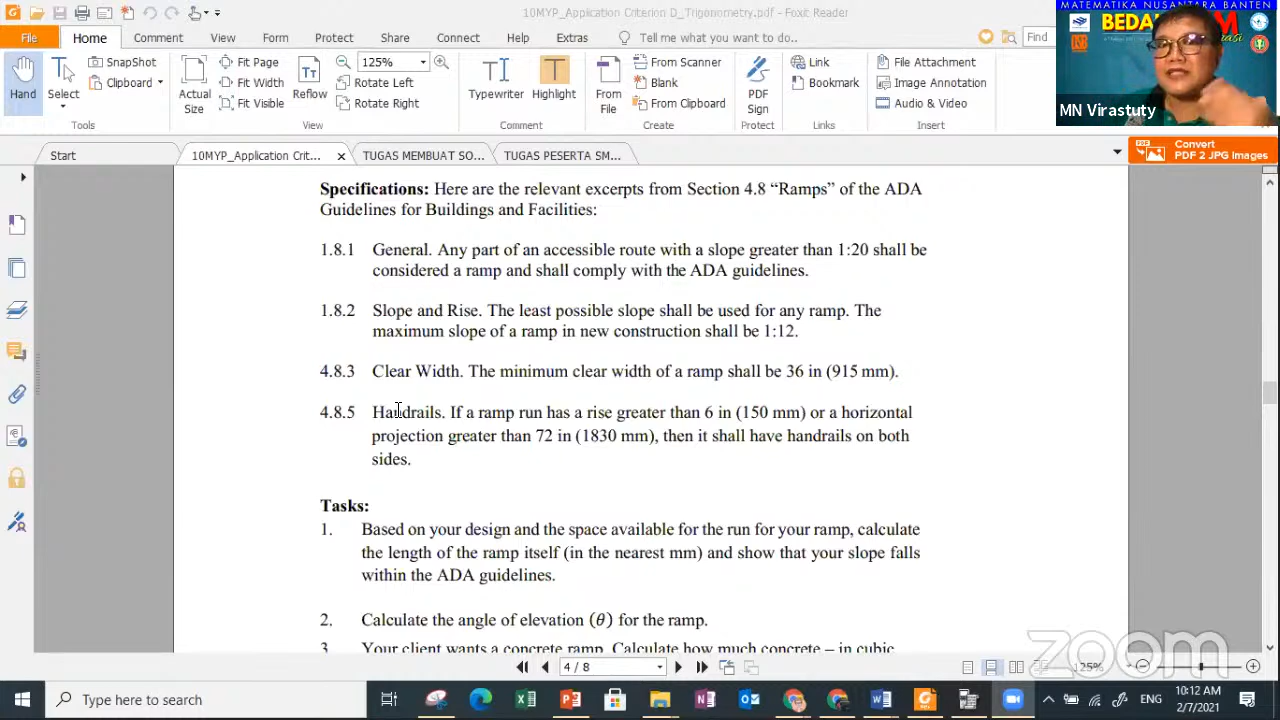 10MYP_Application Criterion D_Trigonometry.pdf - Foxit Reader
MATEMATIKA NUSANTARA BANTEN
File Home Comment View Form Protect Share Connect Help Extras Tell me what you want to do.. Find
Hand
Select
SnapShot
Clipboard
Tools
Actual Size
Fit Page
Fit Width
Fit Visible
Reflow
125%
Rotate Left
Rotate Right
View
Typewriter
Highlight
Comment
From File
From Scanner
Blank
From Clipboard
Create
PDF Sign
Protect
Link
Bookmark
Links
File Attachment
Image Annotation
Audio & Video
Insert
MN Virastuty
Start
10MYP_Application Crit...
TUGAS MEMBUAT SO...
TUGAS PESERTA SM...
Convert
PDF 2 JPG Images
Specifications: Here are the relevant excerpts from Section 4.8 “Ramps” of the ADA
Guidelines for Buildings and Facilities:
1.8.1 General. Any part of an accessible route with a slope greater than 1:20 shall be
considered a ramp and shall comply with the ADA guidelines.
1.8.2 Slope and Rise. The least possible slope shall be used for any ramp. The
maximum slope of a ramp in new construction shall be 1:12.
4.8.3 Clear Width. The minimum clear width of a ramp shall be 36 in (915 mm).
4.8.5 Handrails. If a ramp run has a rise greater than 6 in (150 mm) or a horizontal
projection greater than 72 in (1830 mm), then it shall have handrails on both
sides.
Tasks:
1. Based on your design and the space available for the run for your ramp, calculate
the length of the ramp itself (in the nearest mm) and show that your slope falls
within the ADA guidelines.
2. Calculate the angle of elevation (θ) for the ramp.
3. Your client wants a concrete ramp. Calculate how much concrete – in cubic
zoom
4 / 8
125%
Type here to search
ENG
10:12 AM
2/7/2021